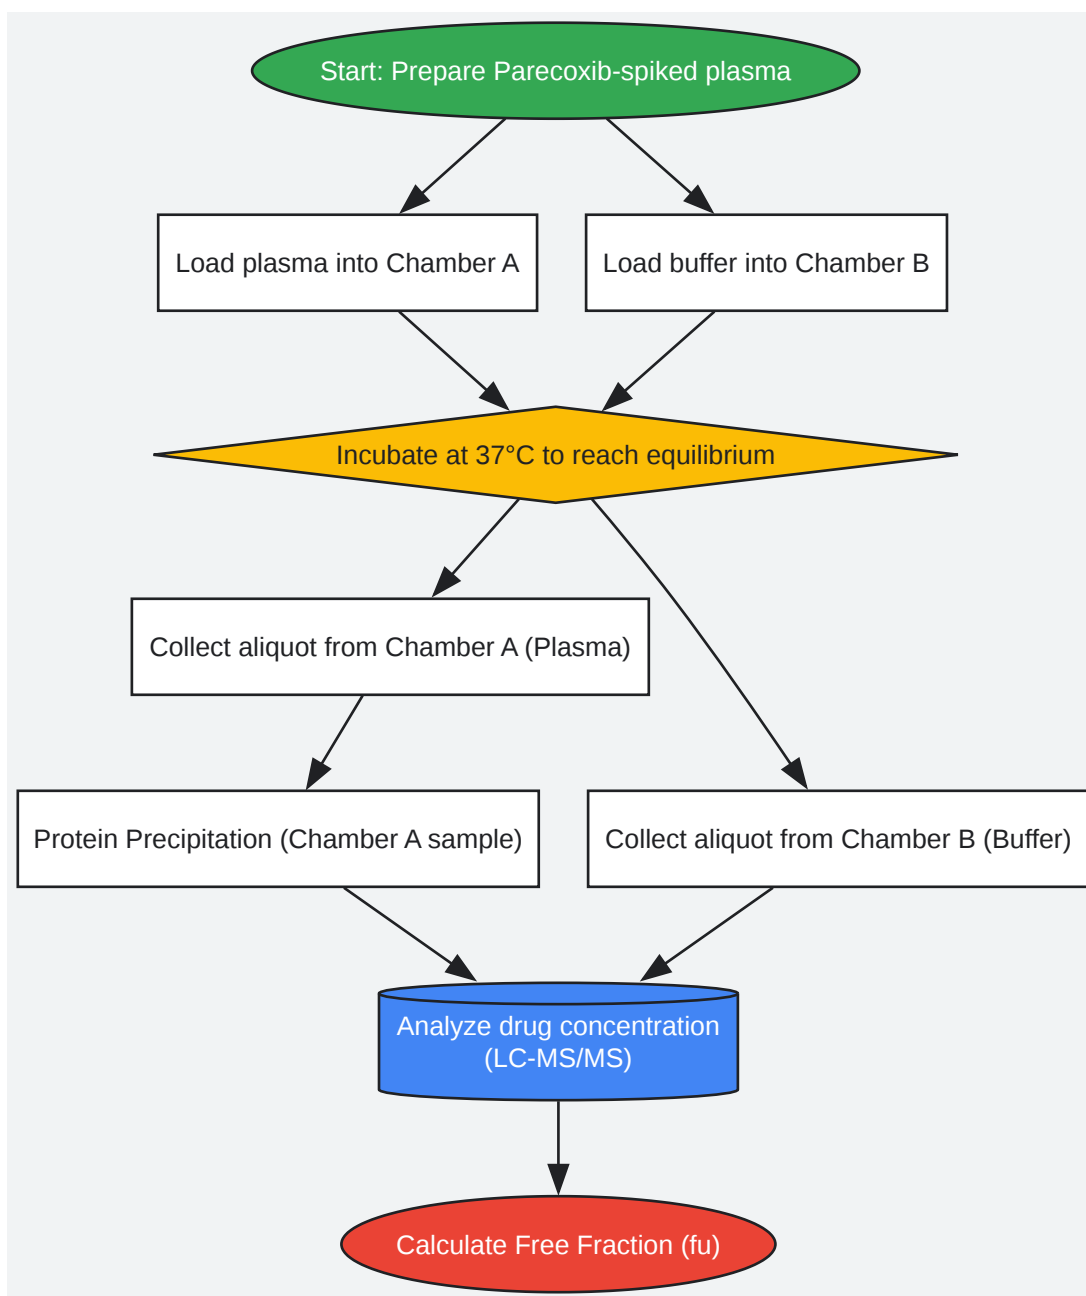 Start: Prepare Parecoxib-spiked plasma
Load plasma into Chamber A
Load buffer into Chamber B
Incubate at 37°C to reach equilibrium
Collect aliquot from Chamber A (Plasma)
Protein Precipitation (Chamber A sample)
Collect aliquot from Chamber B (Buffer)
Analyze drug concentration
(LC-MS/MS)
Calculate Free Fraction (fu)